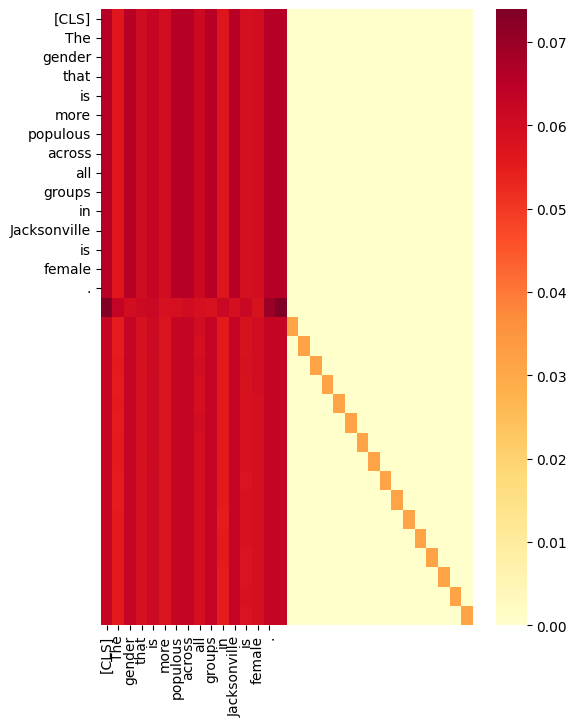 [CLS]
The
gender
that
is
more
populous
across
all
groups
in
Jacksonville
is
female
.
0.07
0.06
0.05
0.04
0.03
0.02
0.01
0.00
[CLS]
The
gender
that
is
more
populous
across
all
groups
in
Jacksonville
is
female
.